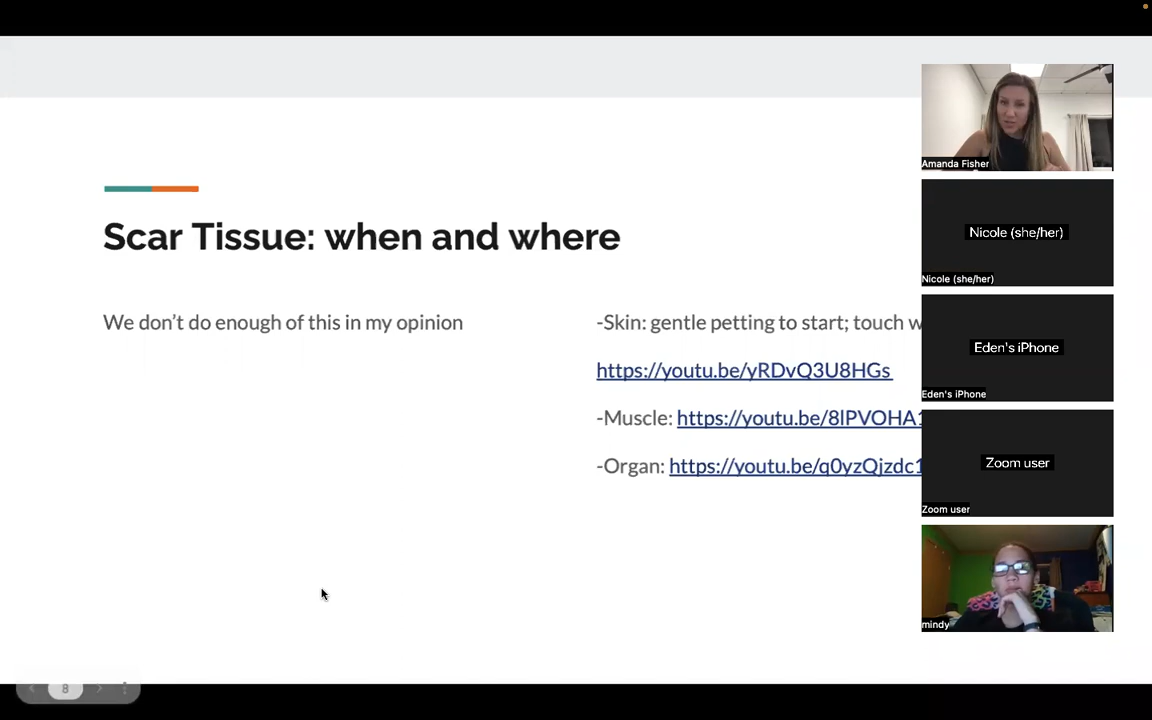 Scar Tissue: when and where
We don't do enough of this in my opinion
-Skin: gentle petting to start; touch w
https://youtu.be/yRDvQ3U8HGs
-Muscle: https://youtu.be/8lPVOHA1
-Organ: https://youtu.be/q0yzQjzdc1
Amanda Fisher
Nicole (she/her)
Nicole (she/her)
Eden's iPhone
Eden's iPhone
Zoom user
Zoom user
mindy
8